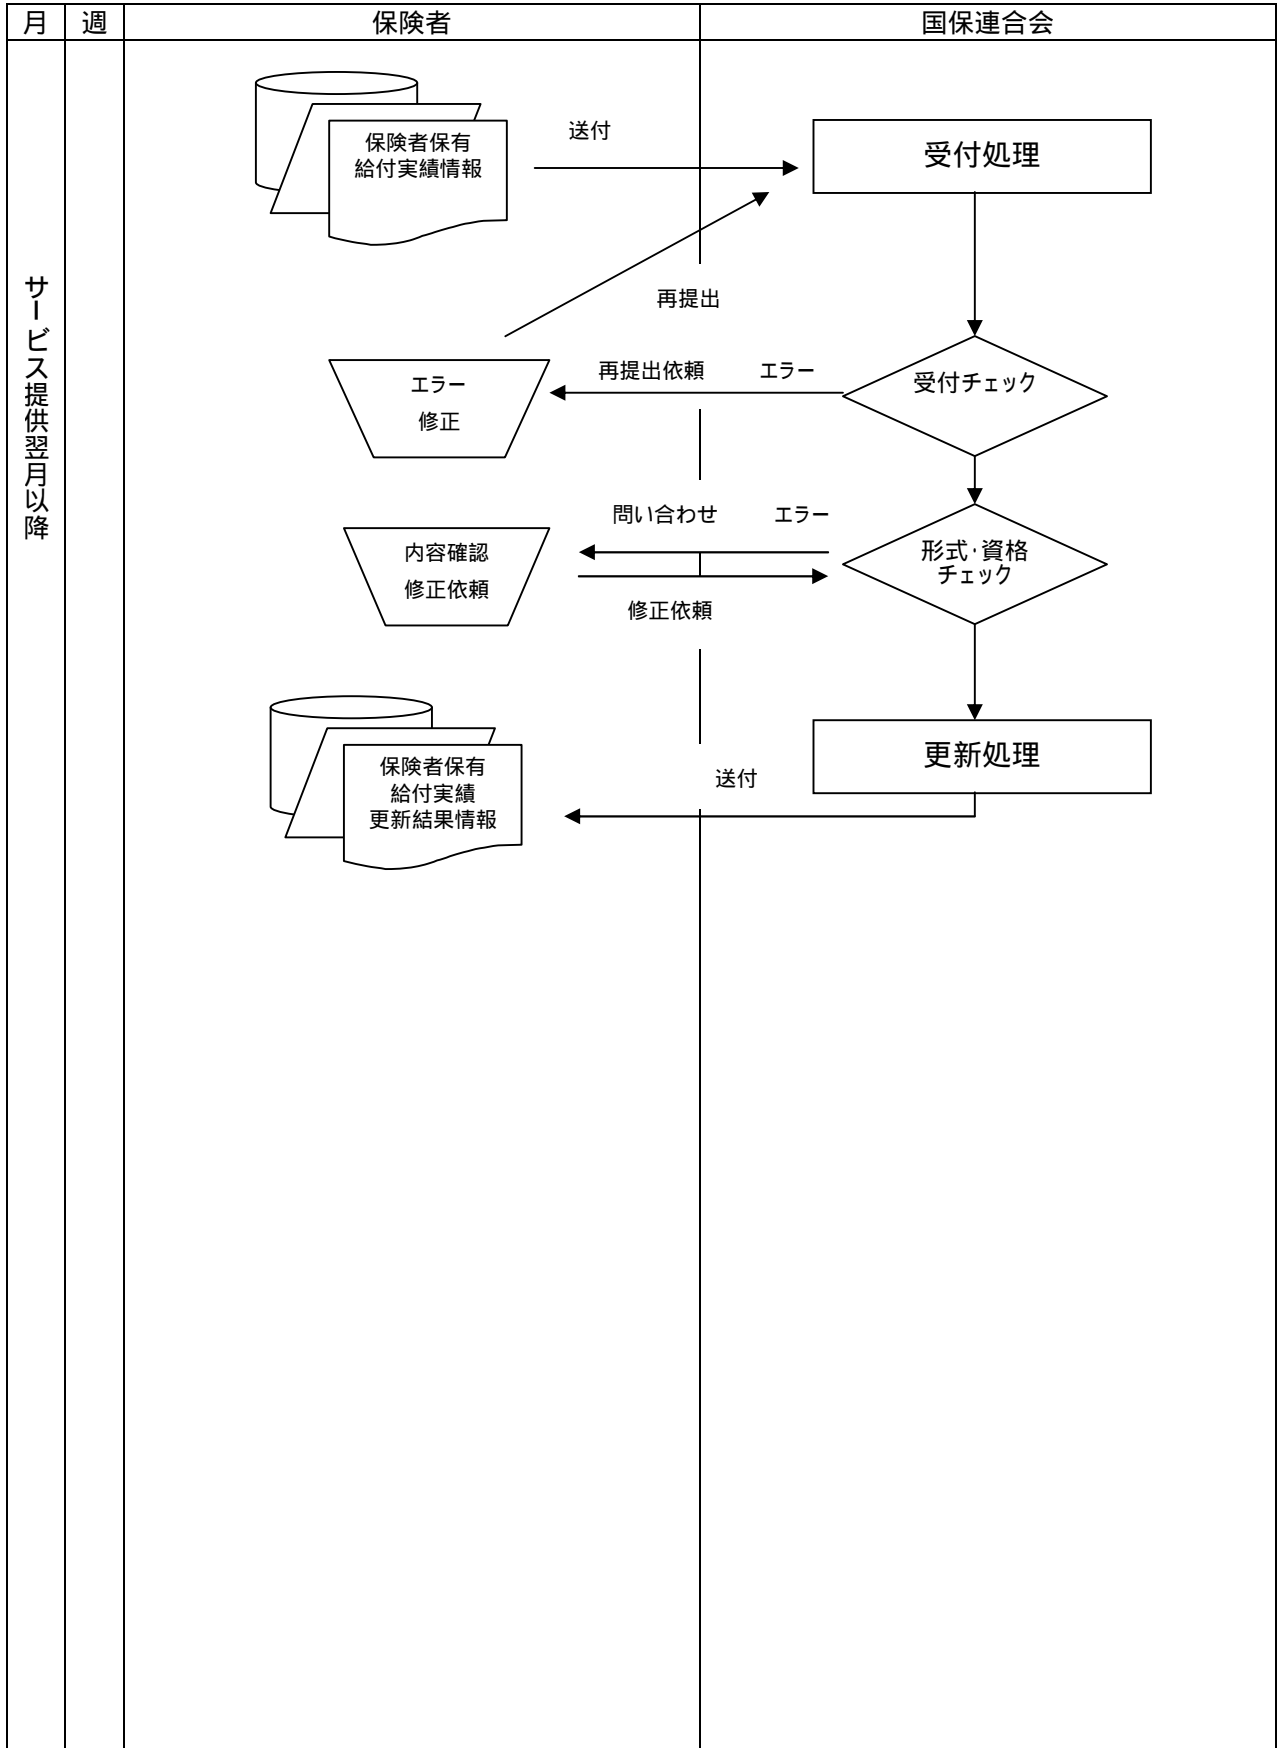 月
週
保険者
国保連合会
サービス提供翌月以降
保険者保有
給付実績情報
送付
受付処理
再提出
エラー
修正
再提出依頼
エラー
受付チェック
問い合わせ
エラー
内容確認
修正依頼
形式・資格
チェック
修正依頼
保険者保有
給付実績
更新結果情報
送付
更新処理